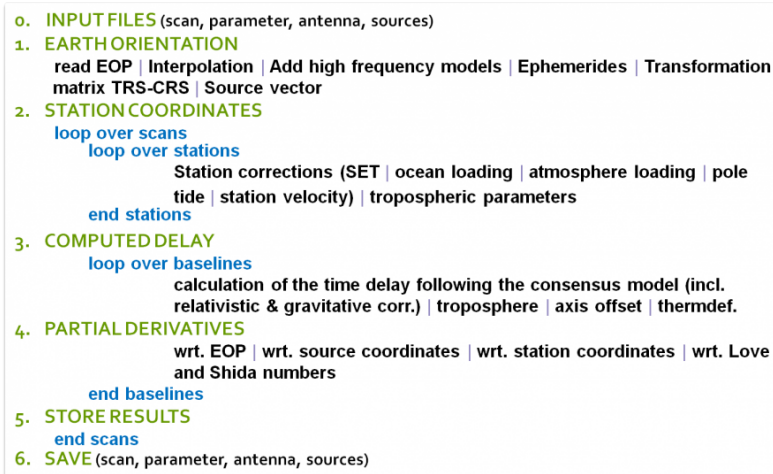 0. INPUT FILES (scan, parameter, antenna, sources)
1. EARTH ORIENTATION
read EOP | Interpolation | Add high frequency models | Ephemerides | Transformation
matrix TRS-CRS | Source vector
2. STATION COORDINATES
loop over scans
loop over stations
Station corrections (SET | ocean loading | atmosphere loading | pole
tide | station velocity) | tropospheric parameters
end stations
3. COMPUTED DELAY
loop over baselines
calculation of the time delay following the consensus model (incl.
relativistic & gravitative corr.) | troposphere | axis offset | thermdef.
4. PARTIAL DERIVATIVES
wrt. EOP | wrt. source coordinates | wrt. station coordinates | wrt. Love
and Shida numbers
end baselines
5. STORE RESULTS
end scans
6. SAVE (scan, parameter, antenna, sources)